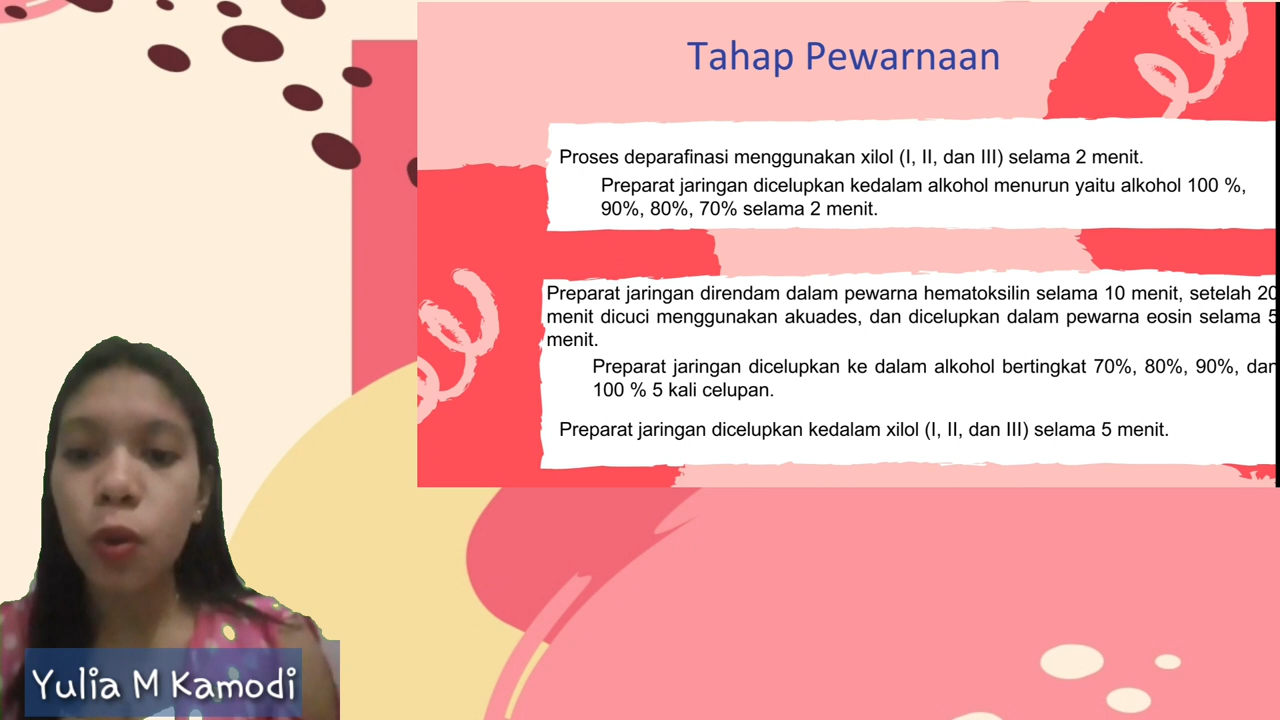 Tahap Pewarnaan
Proses deparafinasi menggunakan xilol (I, II, dan III) selama 2 menit.
Preparat jaringan dicelupkan kedalam alkohol menurun yaitu alkohol 100 %,
90%, 80%, 70% selama 2 menit.
Preparat jaringan direndam dalam pewarna hematoksilin selama 10 menit, setelah 20
menit dicuci menggunakan akuades, dan dicelupkan dalam pewarna eosin selama 5
menit.
Preparat jaringan dicelupkan ke dalam alkohol bertingkat 70%, 80%, 90%, dan
100 % 5 kali celupan.
Preparat jaringan dicelupkan kedalam xilol (I, II, dan III) selama 5 menit.
Yulia M Kamodi